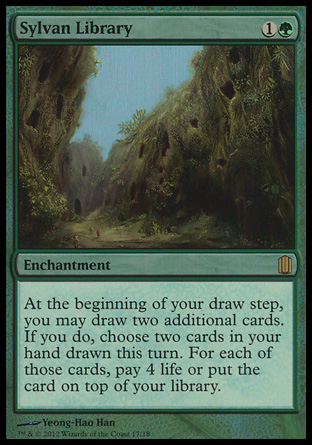 Sylvan Library 1
Enchantment
At the beginning of your draw step,
you may draw two additional cards.
If you do, choose two cards in your
hand drawn this turn. For each of
those cards, pay 4 life or put the
card on top of your library.
Yeong-Hao Han
™ & © 2012 Wizards of the Coast 17/18